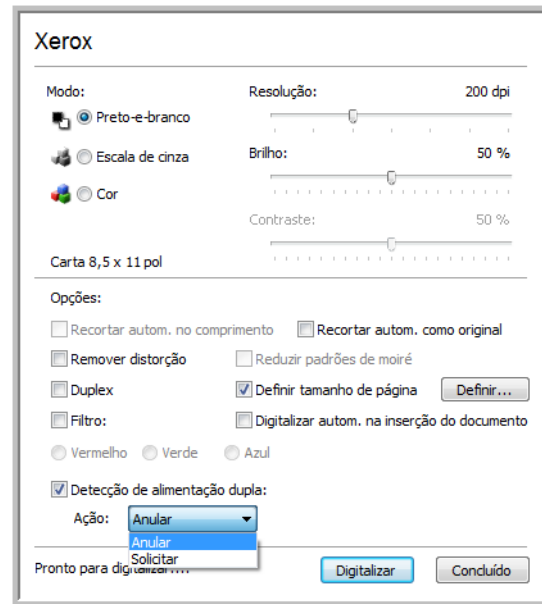 Xerox
Modo:
Resolução: 200 dpi
Preto-e-branco
Escala de cinza
Brilho: 50 %
Cor
Contraste: 50 %
Carta 8,5 x 11 pol
Opções:
Recortar autom. no comprimento Recortar autom. como original
Remover distorção Reduzir padrões de moiré
Duplex Definir tamanho de página Definir...
Filtro: Digitalizar autom. na inserção do documento
Vermelho Verde Azul
Detecção de alimentação dupla:
Ação: Anular
Anular
Solicitar
Pronto para digitalizar....
Digitalizar Concluído